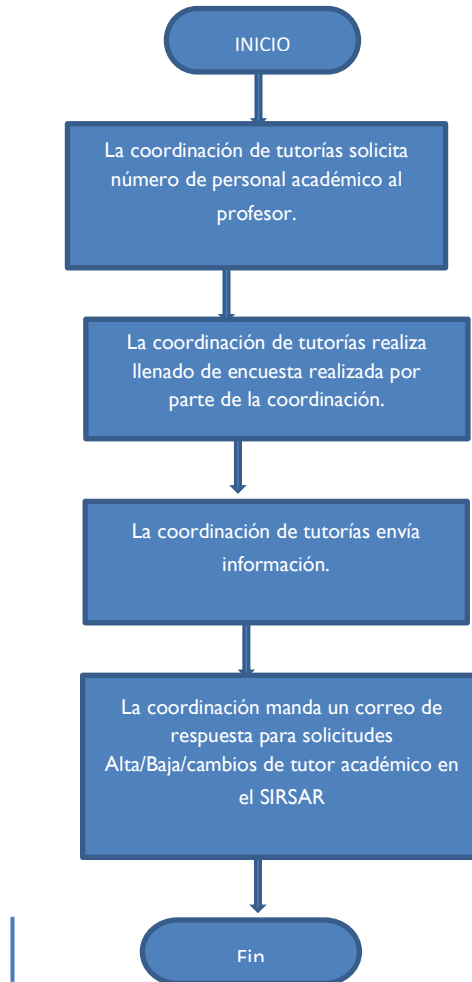 INICIO
La coordinación de tutorías solicita
número de personal académico al
profesor.
La coordinación de tutorías realiza
llenado de encuesta realizada por
parte de la coordinación.
La coordinación de tutorías envía
información.
La coordinación manda un correo de
respuesta para solicitudes
Alta/Baja/cambios de tutor académico en
el SIRSAR
Fin